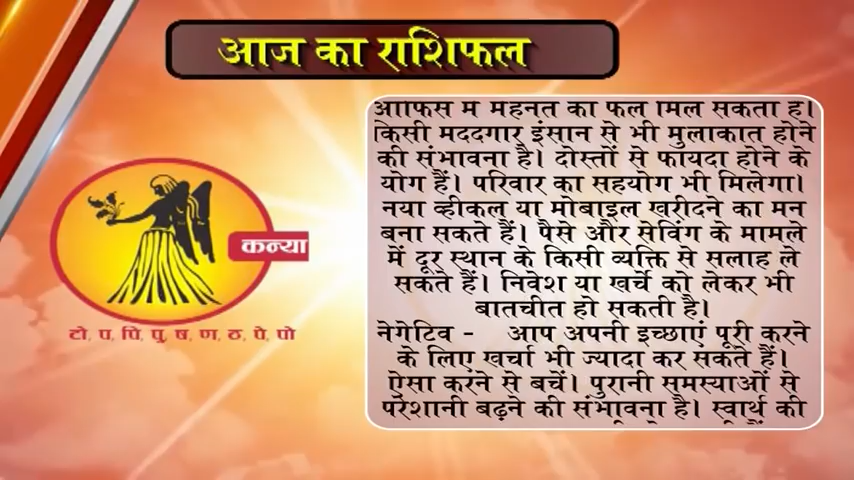 आज का राशिफल
आफिस में मेहनत का फल मिल सकता है।
किसी मददगार इंसान से भी मुलाकात होने
की संभावना है। दोस्तों से फायदा होने के
योग हैं। परिवार का सहयोग भी मिलेगा।
नया व्हीकल या मोबाइल खरीदने का मन
बना सकते हैं। पैसे और सेविंग के मामले
में दूर स्थान के किसी व्यक्ति से सलाह ले
सकते हैं। निवेश या खर्चे को लेकर भी
बातचीत हो सकती है।
नेगेटिव - आप अपनी इच्छाएं पूरी करने
के लिए खर्चा भी ज्यादा कर सकते हैं।
ऐसा करने से बचें। पुरानी समस्याओं से
परेशानी बढ़ने की संभावना है। स्वार्थ की
कन्या
टो, प, पि, पु, ष, ण, ठ, पे, पो